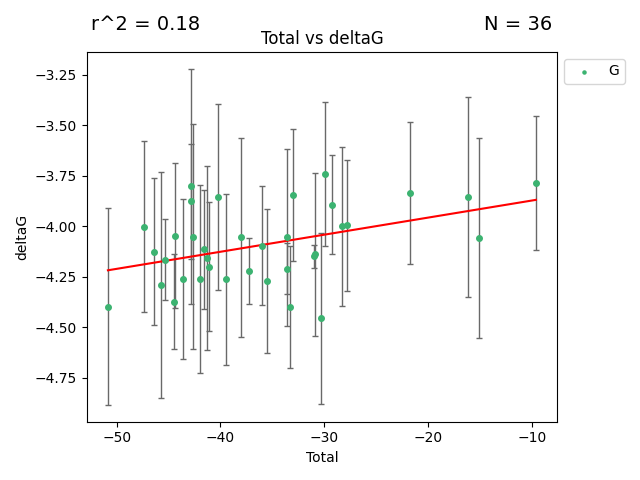 r^2 = 0.18
N = 36
Total vs deltaG
G
−3.25
−3.50
−3.75
−4.00
−4.25
−4.50
−4.75
deltaG
−50
−40
−30
−20
−10
Total